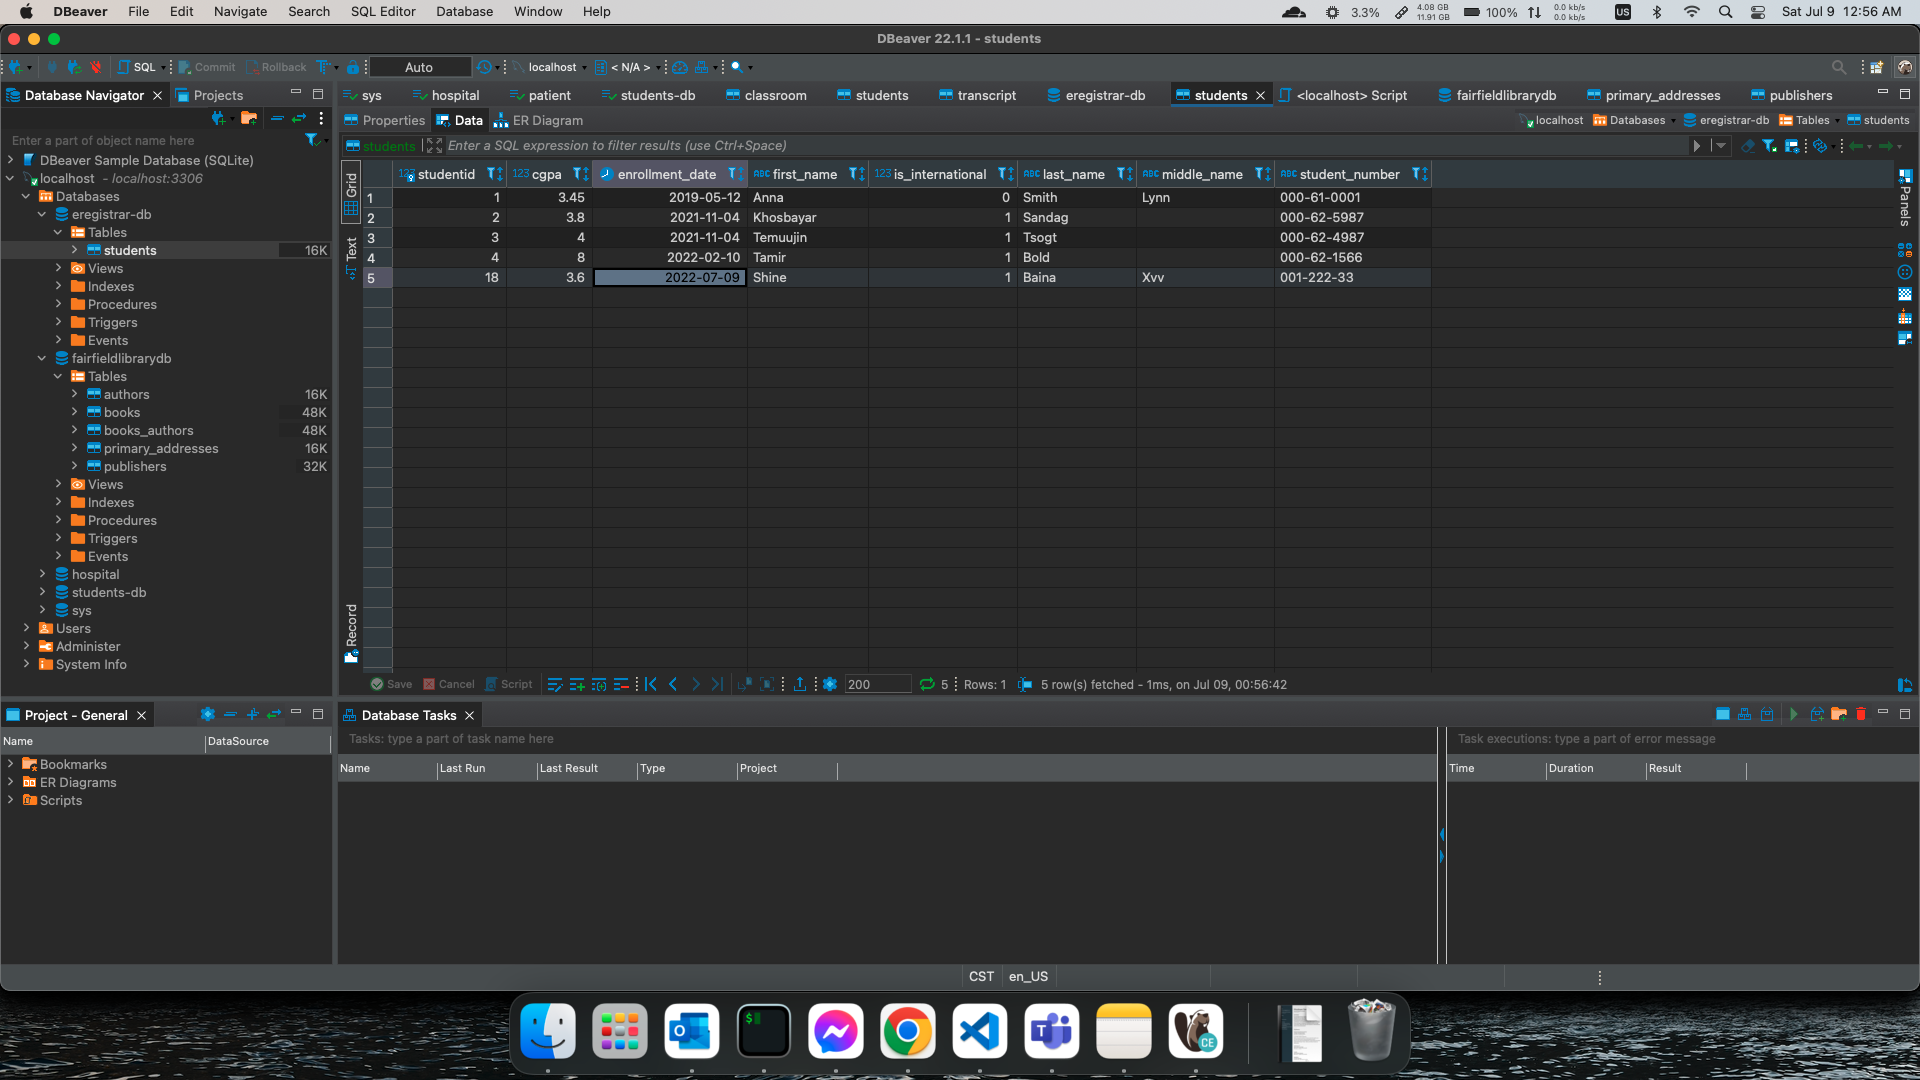 DBeaver File Edit Navigate Search SQL Editor Database Window Help 3.3% 4.08 GB 11.91 GB 100% 0.0 kb/s 0.0 kb/s US Sat Jul 9 12:56 AM
DBeaver 22.1.1 - students
SQL Commit Rollback Auto localhost < N/A >
Database Navigator Projects
sys hospital patient students-db classroom students transcript eregistrar-db students <localhost> Script fairfieldlibrarydb primary_addresses publishers
Properties Data ER Diagram localhost Databases eregistrar-db Tables students
Enter a part of object name here
students Enter a SQL expression to filter results (use Ctrl+Space)
DBeaver Sample Database (SQLite)
localhost - localhost:3306
Databases
eregistrar-db
Tables
students 16K
Views
Indexes
Procedures
Triggers
Events
fairfieldlibrarydb
Tables
authors 16K
books 48K
books_authors 48K
primary_addresses 16K
publishers 32K
Views
Indexes
Procedures
Triggers
Events
hospital
students-db
sys
Users
Administer
System Info
Grid
Text
Record
123 studentid 123 cgpa enrollment_date ABC first_name 123 is_international ABC last_name ABC middle_name ABC student_number
1 1 3.45 2019-05-12 Anna 0 Smith Lynn 000-61-0001
2 2 3.8 2021-11-04 Khosbayar 1 Sandag 000-62-5987
3 3 4 2021-11-04 Temuujin 1 Tsogt 000-62-4987
4 4 8 2022-02-10 Tamir 1 Bold 000-62-1566
5 18 3.6 2022-07-09 Shine 1 Baina Xvv 001-222-33
Panels
Save Cancel Script 200 5 Rows: 1 5 row(s) fetched - 1ms, on Jul 09, 00:56:42
Project - General
Name DataSource
Bookmarks
ER Diagrams
Scripts
Database Tasks
Tasks: type a part of task name here
Name Last Run Last Result Type Project
Task executions: type a part of error message
Time Duration Result
CST en_US
$
CE